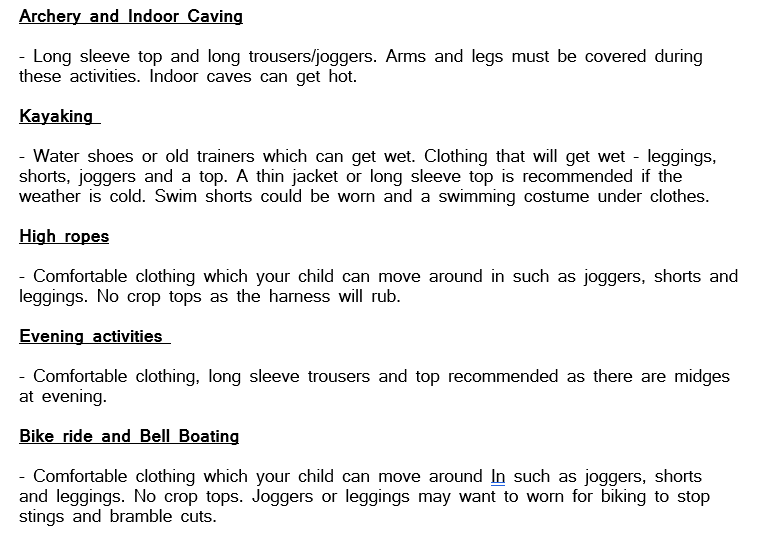 Archery and Indoor Caving
- Long sleeve top and long trousers/joggers. Arms and legs must be covered during
these activities. Indoor caves can get hot.
Kayaking
- Water shoes or old trainers which can get wet. Clothing that will get wet - leggings,
shorts, joggers and a top. A thin jacket or long sleeve top is recommended if the
weather is cold. Swim shorts could be worn and a swimming costume under clothes.
High ropes
- Comfortable clothing which your child can move around in such as joggers, shorts and
leggings. No crop tops as the harness will rub.
Evening activities
- Comfortable clothing, long sleeve trousers and top recommended as there are midges
at evening.
Bike ride and Bell Boating
- Comfortable clothing which your child can move around In such as joggers, shorts
and leggings. No crop tops. Joggers or leggings may want to worn for biking to stop
stings and bramble cuts.